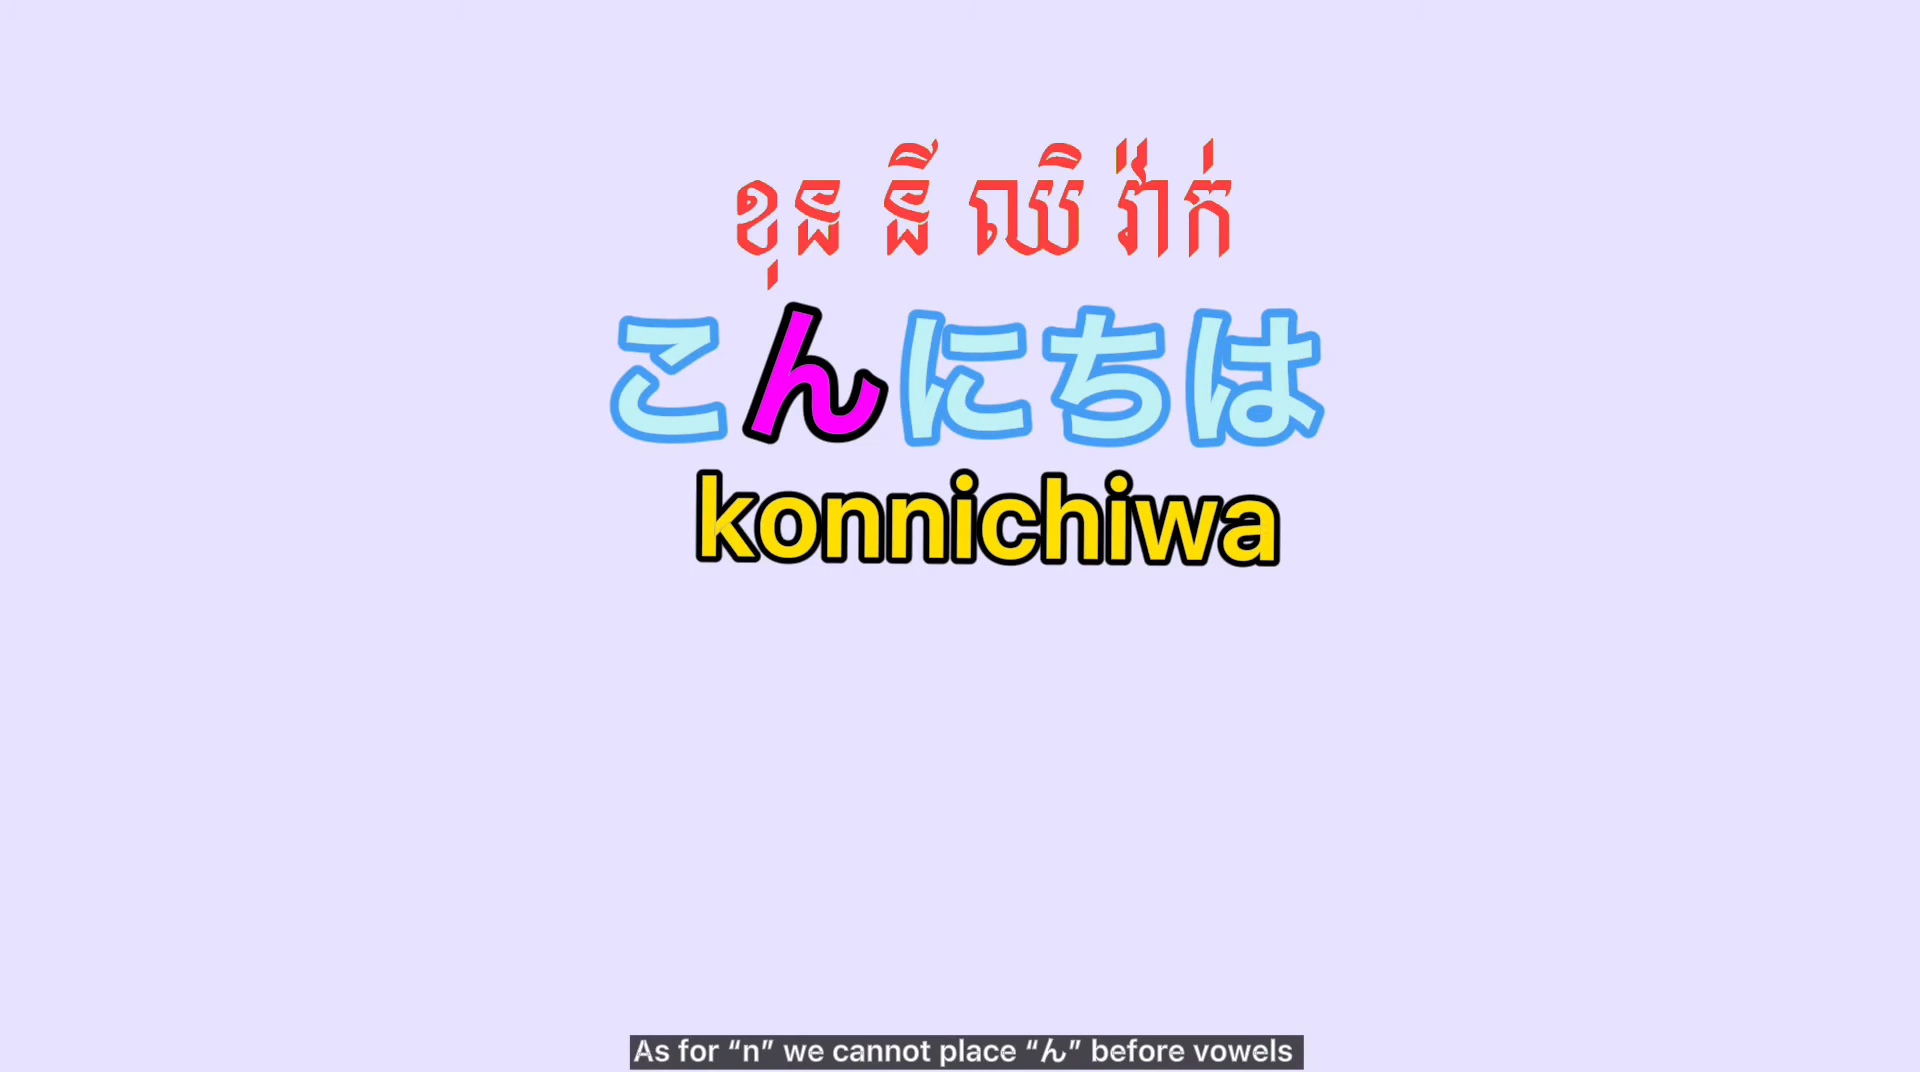 ខុន នី ឈិ វ៉ាក់
こんにちは
konnichiwa
As for “n” we cannot place “ん” before vowels